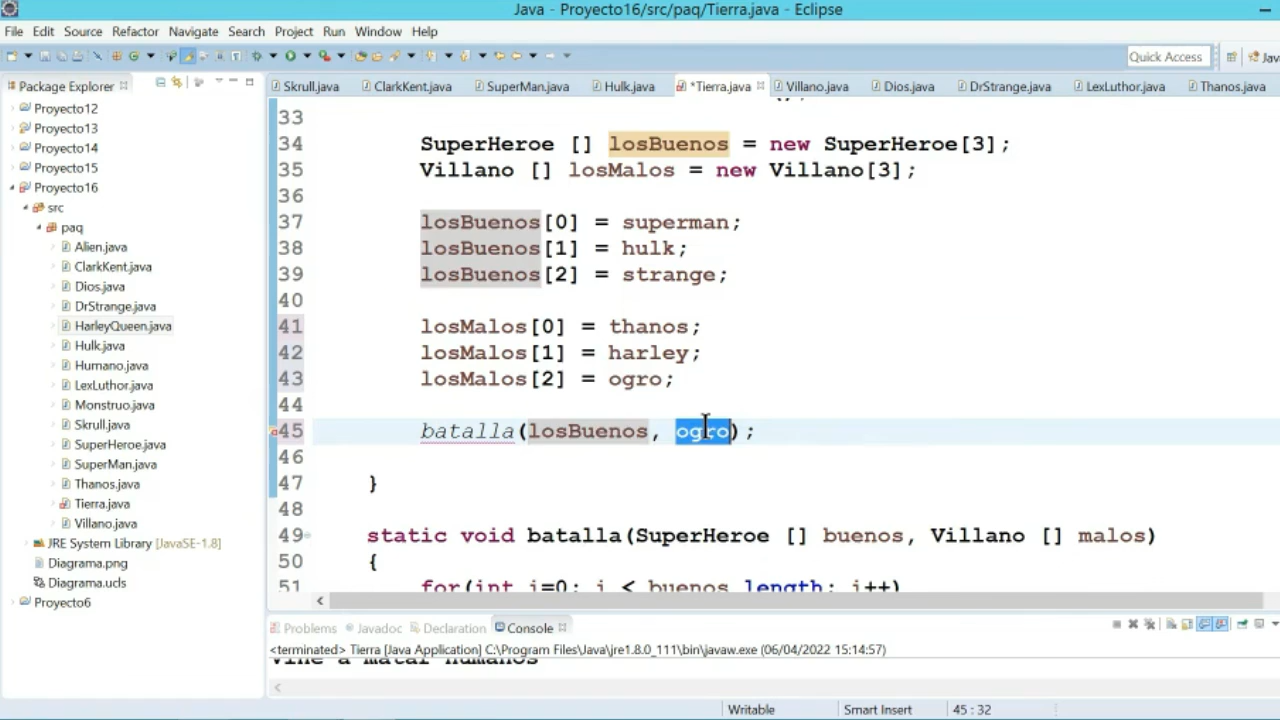 Java - Proyecto16/src/paq/Tierra.java - Eclipse
File Edit Source Refactor Navigate Search Project Run Window Help
Quick Access
Java
Package Explorer
Skrull.java ClarkKent.java SuperMan.java Hulk.java *Tierra.java Villano.java Dios.java DrStrange.java LexLuthor.java Thanos.java
Proyecto12
Proyecto13
Proyecto14
Proyecto15
Proyecto16
src
paq
Alien.java
ClarkKent.java
Dios.java
DrStrange.java
HarleyQueen.java
Hulk.java
Humano.java
LexLuthor.java
Monstruo.java
Skrull.java
SuperHeroe.java
SuperMan.java
Thanos.java
Tierra.java
Villano.java
JRE System Library [JavaSE-1.8]
Diagrama.png
Diagrama.ucls
Proyecto6
33
34 SuperHeroe [] losBuenos = new SuperHeroe[3];
35 Villano [] losMalos = new Villano[3];
36
37 losBuenos[0] = superman;
38 losBuenos[1] = hulk;
39 losBuenos[2] = strange;
40
41 losMalos[0] = thanos;
42 losMalos[1] = harley;
43 losMalos[2] = ogro;
44
45 batalla(losBuenos, ogro);
46
47 }
48
49 static void batalla(SuperHeroe [] buenos, Villano [] malos)
50 {
51 for(int i=0; i < buenos.length; i++)
Problems Javadoc Declaration Console
<terminated> Tierra [Java Application] C:\Program Files\Java\jre1.8.0_111\bin\javaw.exe (06/04/2022 15:14:57)
Vine a matar humanos
Writable Smart Insert 45 : 32